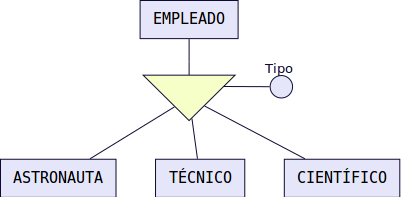 EMPLEADO
Tipo
ASTRONAUTA
TÉCNICO
CIENTÍFICO